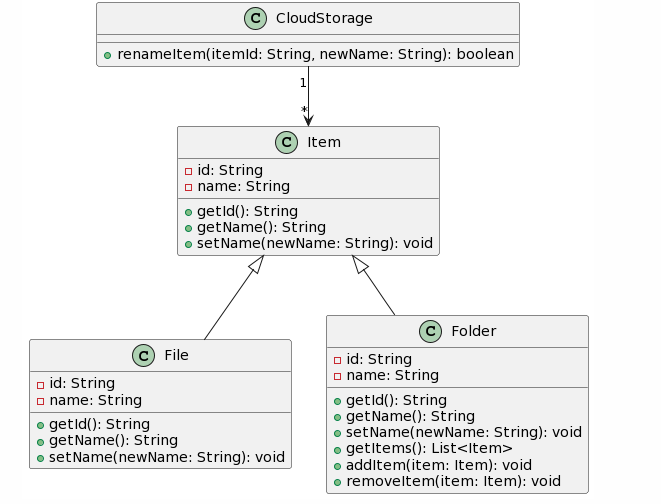 C CloudStorage
renameItem(itemId: String, newName: String): boolean
1
*
C Item
id: String
name: String
getId(): String
getName(): String
setName(newName: String): void
C File
id: String
name: String
getId(): String
getName(): String
setName(newName: String): void
C Folder
id: String
name: String
getId(): String
getName(): String
setName(newName: String): void
getItems(): List<Item>
addItem(item: Item): void
removeItem(item: Item): void